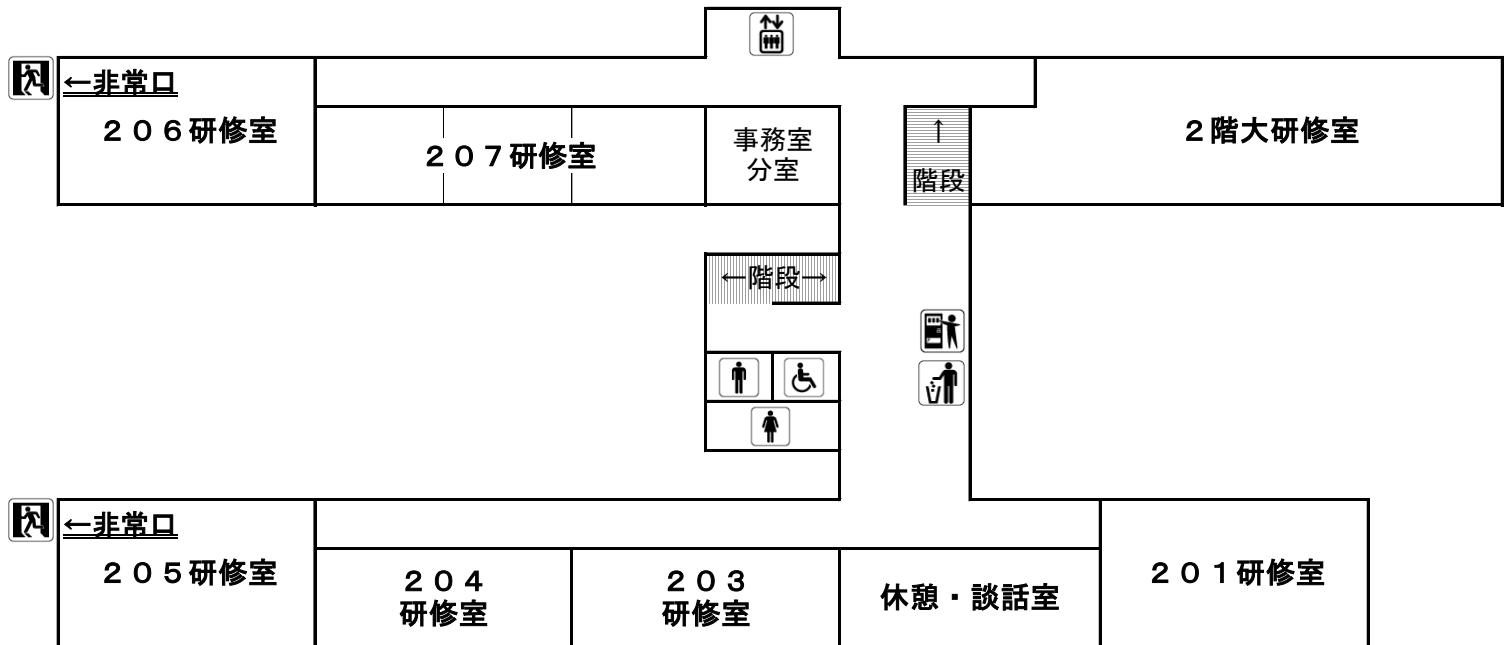 ←非常口
２０６研修室
２０７研修室
事務室
分室
↑
階段
２階大研修室
←階段→
←非常口
２０５研修室
２０４
研修室
２０３
研修室
休憩・談話室
２０１研修室